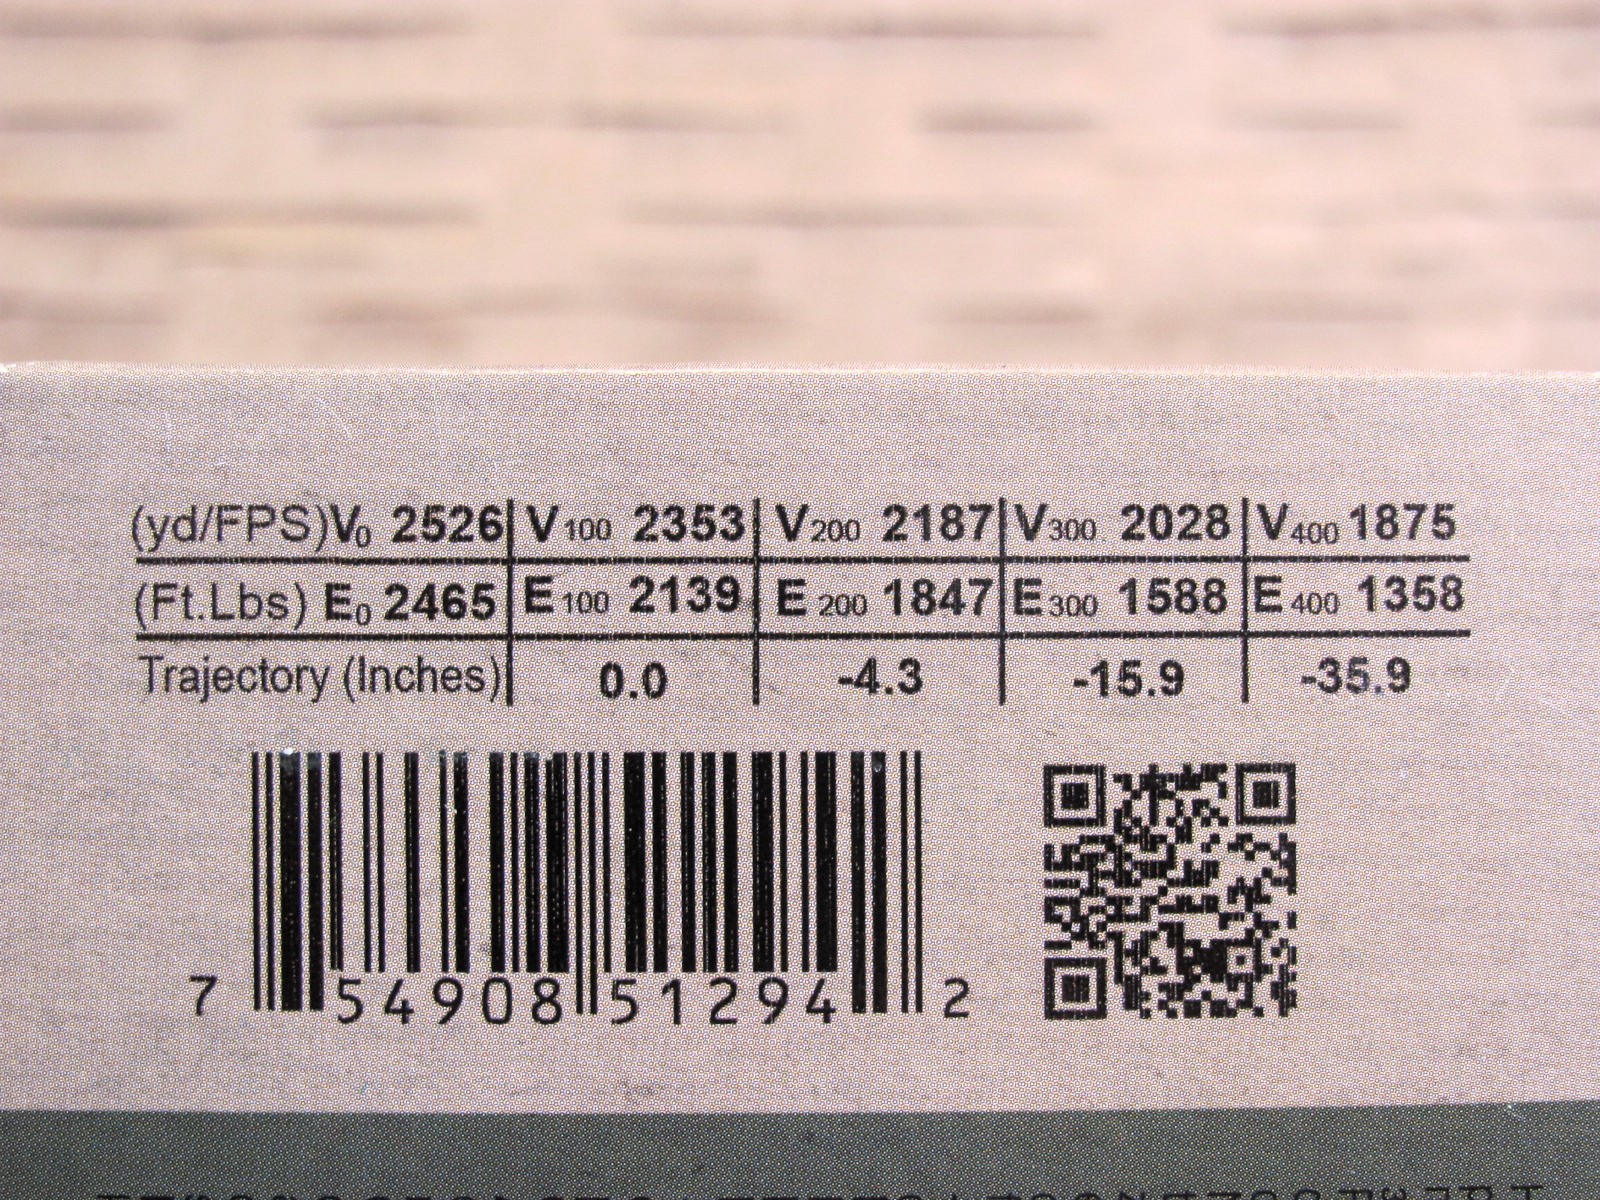 (yd/FPS)V0 2526 V100 2353 V200 2187 V300 2028 V400 1875
(Ft.Lbs) E0 2465 E100 2139 E200 1847 E300 1588 E400 1358
Trajectory (Inches) 0.0 -4.3 -15.9 -35.9
7 54908 51294 2